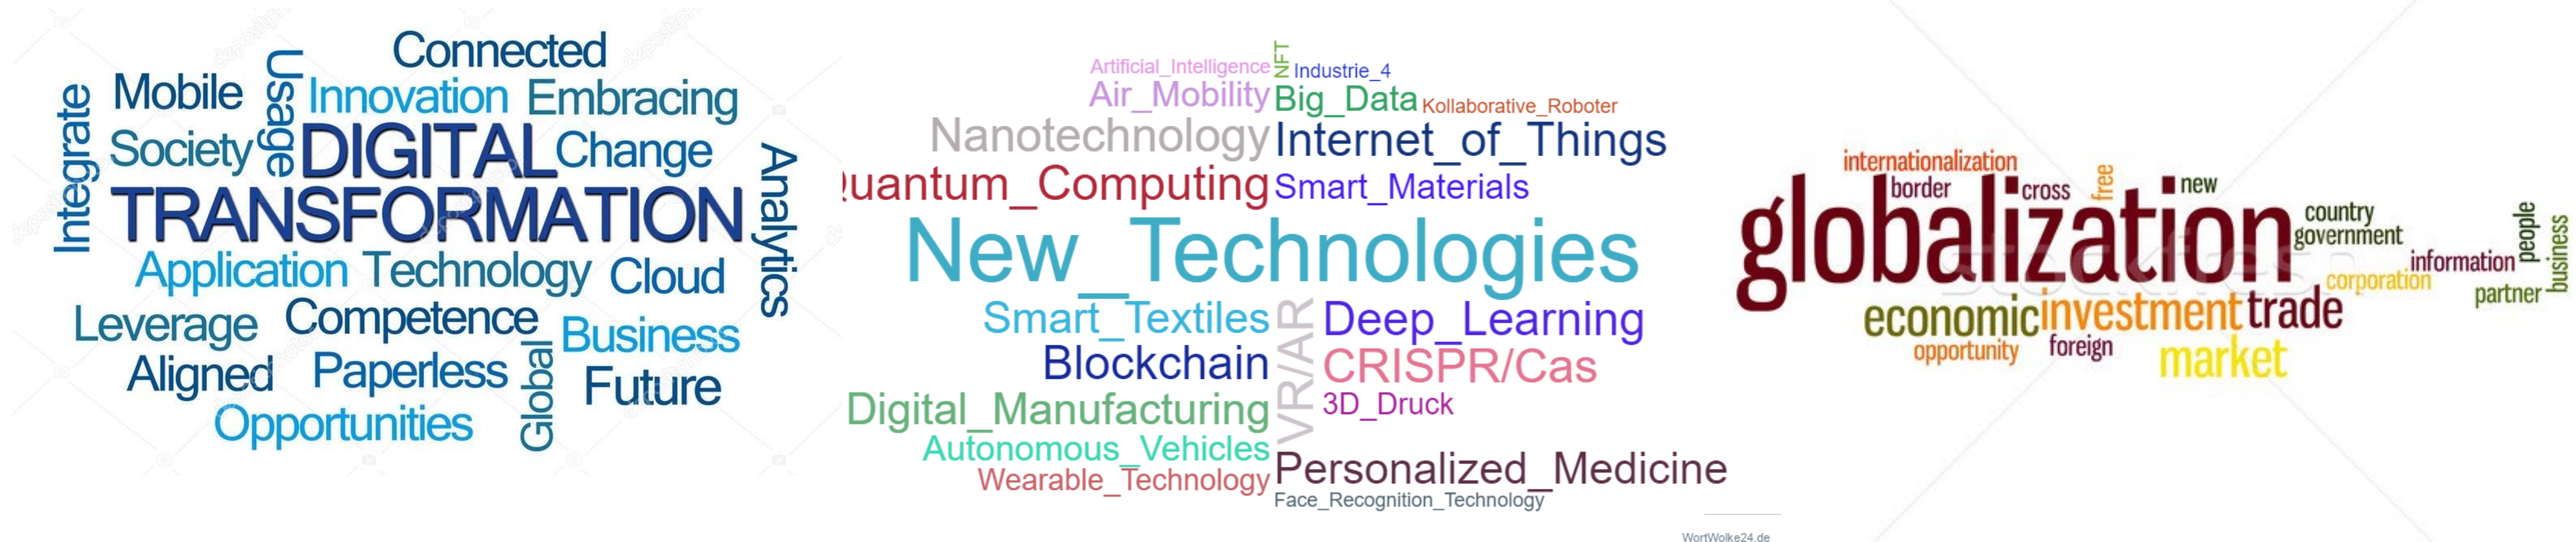 Connected
Mobile
Usage
Innovation Embracing
Integrate
Society
DIGITAL
Change
TRANSFORMATION
Analytics
Application Technology Cloud
Leverage Competence
Business
Aligned Paperless
Global
Future
Opportunities
Artificial_Intelligence
NFT
Industrie_4
Air_Mobility
Big_Data
Kollaborative_Roboter
Nanotechnology
Internet_of_Things
uantum_Computing
Smart_Materials
New_Technologies
Smart_Textiles
VR/AR
Deep_Learning
Blockchain
CRISPR/Cas
Digital_Manufacturing
3D_Druck
Autonomous_Vehicles
Personalized_Medicine
Wearable_Technology
Face_Recognition_Technology
WortWolke24.de
internationalization
border
cross
free
new
globalization
country
government
people
business
information
corporation
partner
economic
investment
trade
opportunity
foreign
market